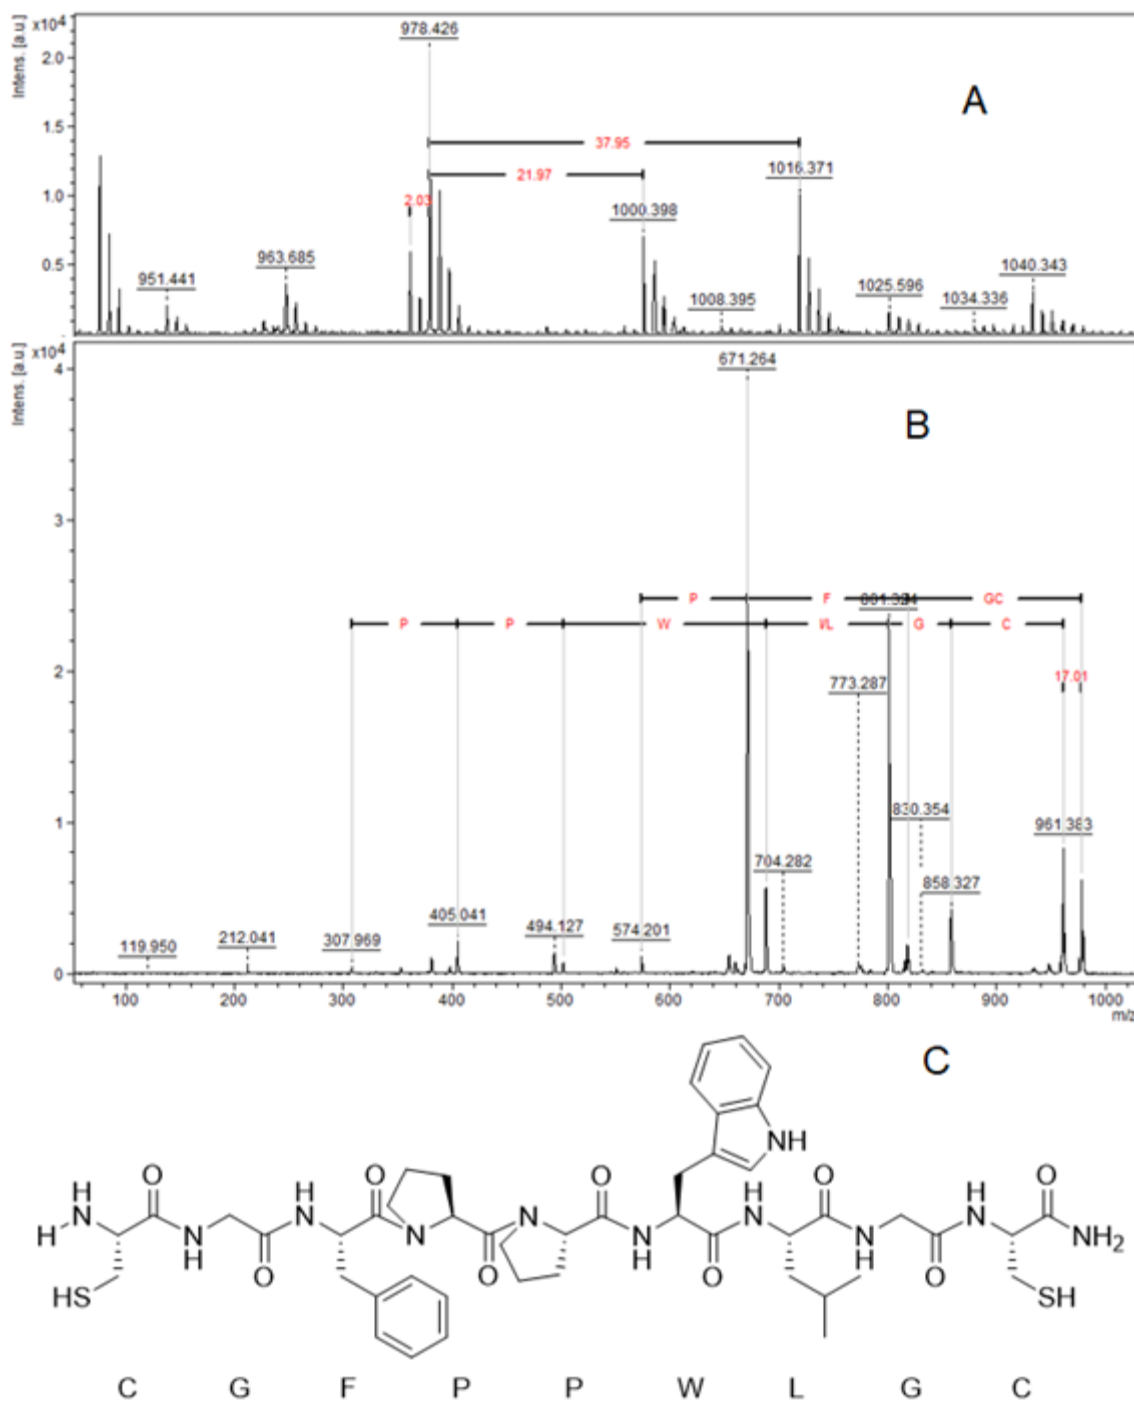 Intens. [a.u.]
x10⁴
978.426
A
2.0
37.95
1.5
1016.371
21.97
2.03
1.0
1000.398
963.685
1040.343
951.441
1025.596
0.5
1008.395
1034.336
Intens. [a.u.]
x10⁴
671.264
4
B
3
P F GC
P P W I/L G C
17.01
2
773.287
830.354
1
961.383
704.282
858.327
405.041
494.127
574.201
119.950
212.041
307.969
0
100 200 300 400 500 600 700 800 900 1000
m/z
C
NH
H O H O O H O H O
H N N N N N NH₂
N O O N N
H O H O H O
HS SH
C G F P P W L G C